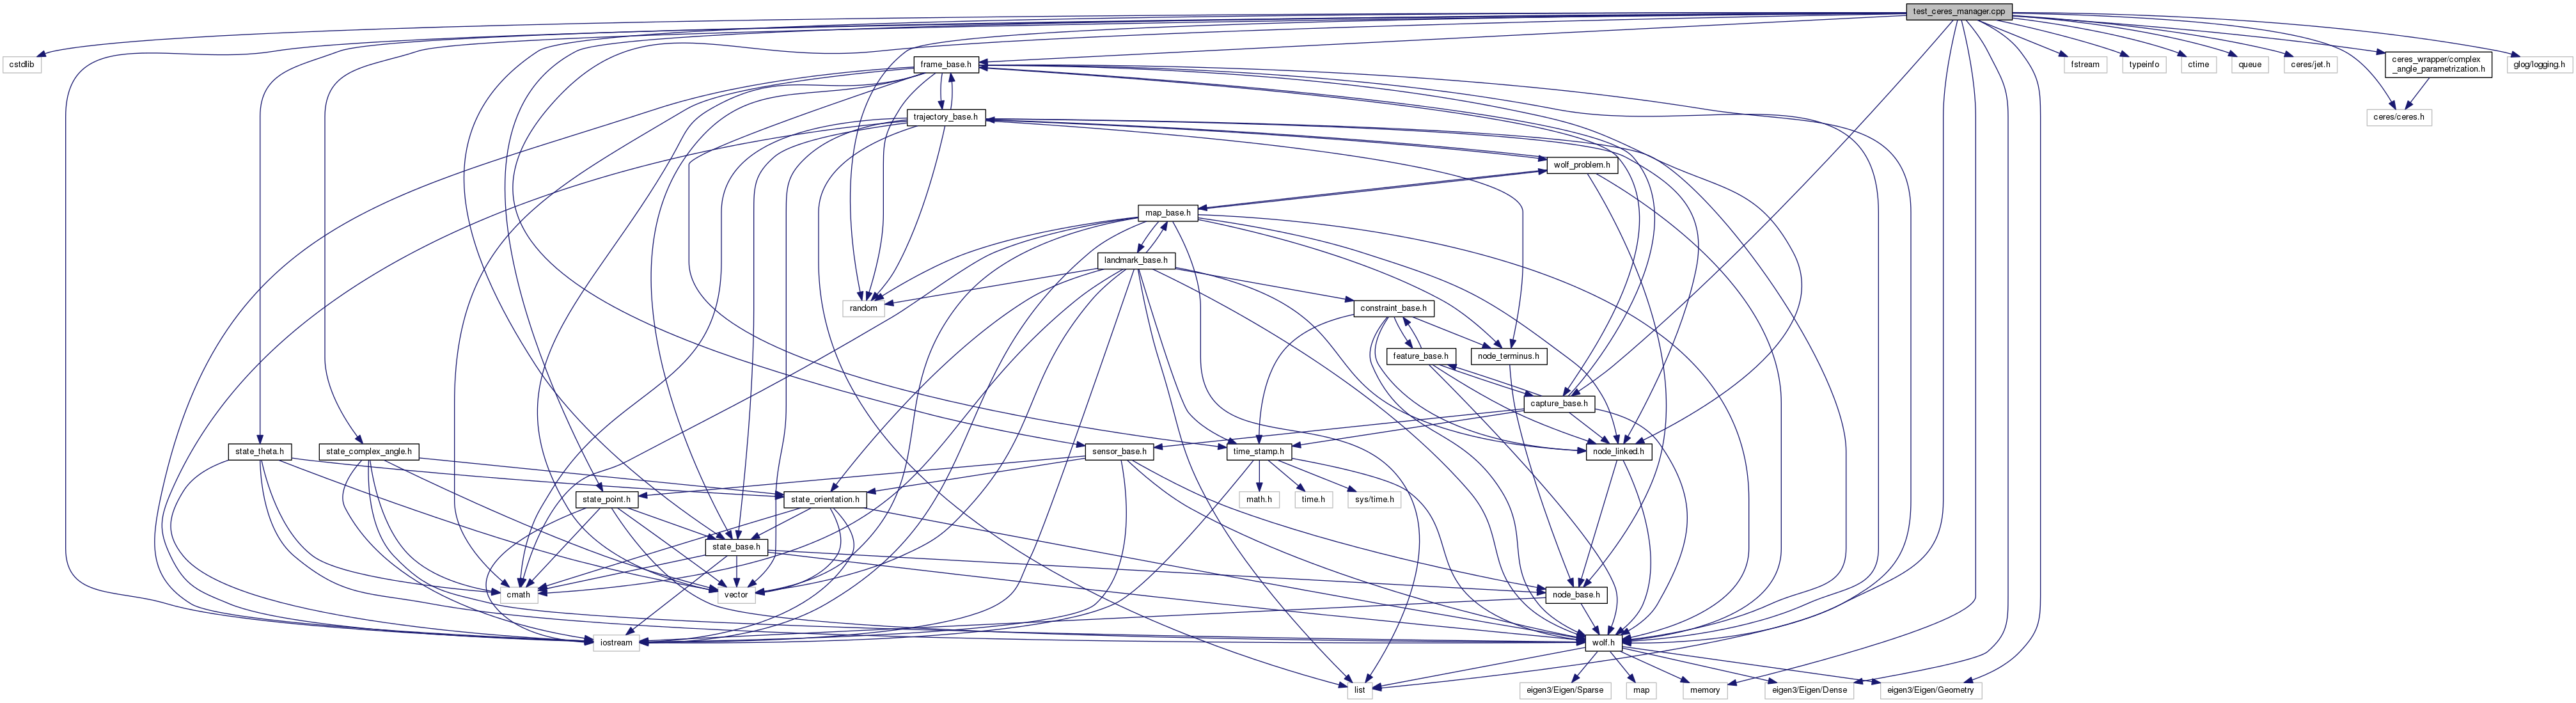 test_ceres_manager.cpp
cstdlib
frame_base.h
fstream
typeinfo
ctime
queue
ceres/jet.h
ceres_wrapper/complex
_angle_parametrization.h
glog/logging.h
trajectory_base.h
ceres/ceres.h
wolf_problem.h
map_base.h
landmark_base.h
random
constraint_base.h
feature_base.h
node_terminus.h
capture_base.h
state_theta.h
state_complex_angle.h
sensor_base.h
time_stamp.h
node_linked.h
state_point.h
state_orientation.h
math.h
time.h
sys/time.h
state_base.h
cmath
vector
node_base.h
iostream
wolf.h
list
eigen3/Eigen/Sparse
map
memory
eigen3/Eigen/Dense
eigen3/Eigen/Geometry